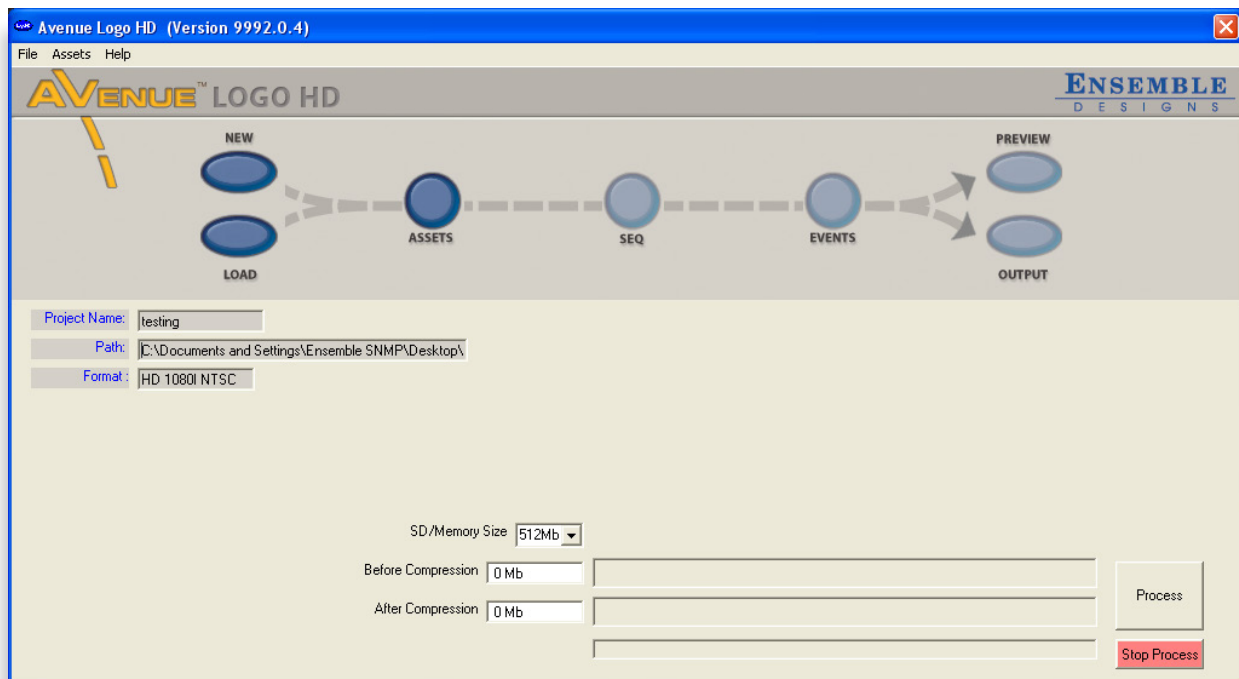 Avenue Logo HD (Version 9992.0.4)
File Assets Help
AVENUE™ LOGO HD
ENSEMBLE
DESIGNS
NEW
PREVIEW
ASSETS
SEQ
EVENTS
LOAD
OUTPUT
Project Name: testing
Path: C:\Documents and Settings\Ensemble SNMP\Desktop\
Format : HD 1080I NTSC
SD/Memory Size 512Mb
Before Compression 0 Mb
After Compression 0 Mb
Process
Stop Process